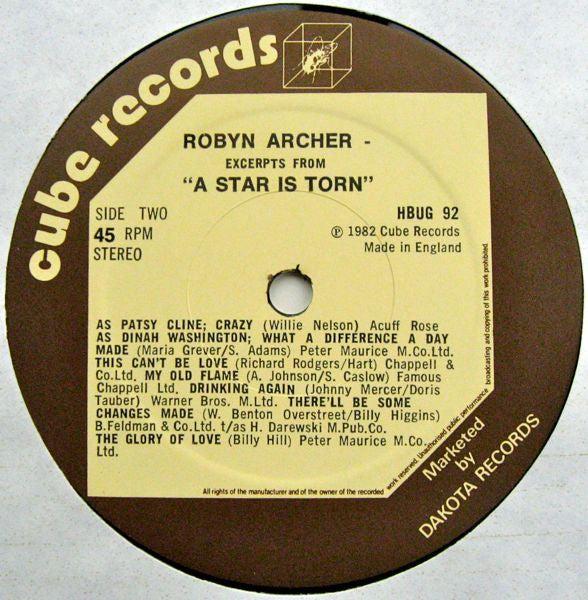 cube records
ROBYN ARCHER -
EXCERPTS FROM
"A STAR IS TORN"
SIDE TWO
45 RPM
STEREO
HBUG 92
℗ 1982 Cube Records
Made in England
AS PATSY CLINE; CRAZY (Willie Nelson) Acuff Rose
AS DINAH WASHINGTON; WHAT A DIFFERENCE A DAY
MADE (Maria Grever/S. Adams) Peter Maurice M.Co.Ltd.
THIS CAN'T BE LOVE (Richard Rodgers/Hart) Chappell &
Co.Ltd. MY OLD FLAME (A. Johnson/S. Caslow) Famous
Chappell Ltd. DRINKING AGAIN (Johnny Mercer/Doris
Tauber) Warner Bros. M.Ltd. THERE'LL BE SOME
CHANGES MADE (W. Benton Overstreet/Billy Higgins)
B.Feldman & Co.Ltd. t/as H. Darewski M.Pub.Co.
THE GLORY OF LOVE (Billy Hill) Peter Maurice M.Co.
Ltd.
All rights of the manufacturer and of the owner of the recorded
work reserved. Unauthorised public performance
broadcasting and copying of this work prohibited.
Marketed
by
DAKOTA RECORDS